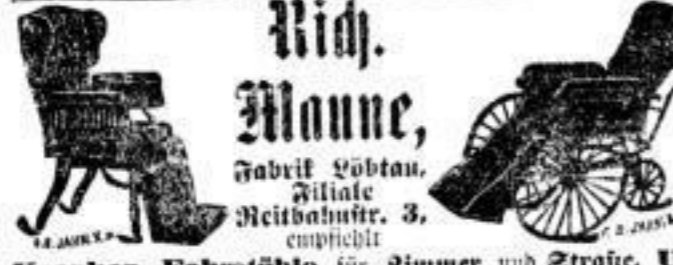 Rich.
Maune,
Fabrik Löbtau,
Filiale
Reitbahnstr. 3,
empfiehlt
Fahrstühle für Zimmer und Straße,